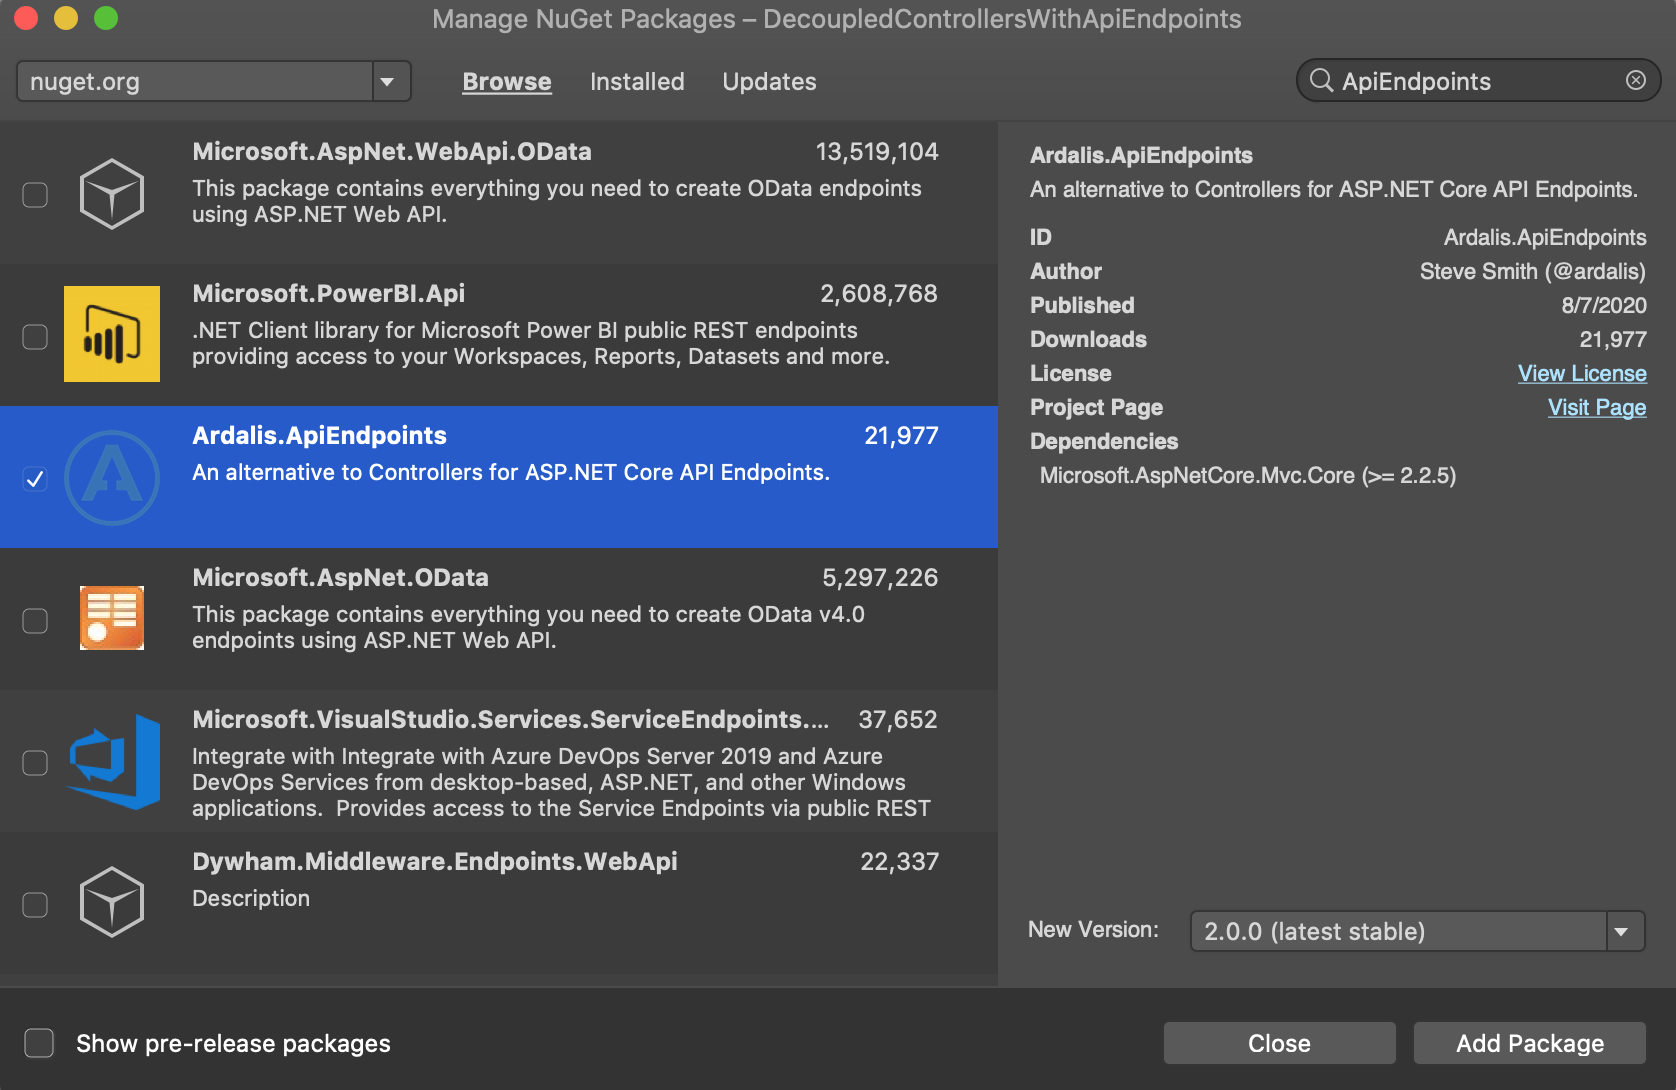 Manage NuGet Packages – DecoupledControllersWithApiEndpoints
nuget.org
Browse
Installed
Updates
ApiEndpoints
Microsoft.AspNet.WebApi.OData
13,519,104
This package contains everything you need to create OData endpoints
using ASP.NET Web API.
Microsoft.PowerBI.Api
2,608,768
.NET Client library for Microsoft Power BI public REST endpoints
providing access to your Workspaces, Reports, Datasets and more.
Ardalis.ApiEndpoints
21,977
An alternative to Controllers for ASP.NET Core API Endpoints.
Microsoft.AspNet.OData
5,297,226
This package contains everything you need to create OData v4.0
endpoints using ASP.NET Web API.
Microsoft.VisualStudio.Services.ServiceEndpoints....
37,652
Integrate with Integrate with Azure DevOps Server 2019 and Azure
DevOps Services from desktop-based, ASP.NET, and other Windows
applications.  Provides access to the Service Endpoints via public REST
Dywham.Middleware.Endpoints.WebApi
22,337
Description
Ardalis.ApiEndpoints
An alternative to Controllers for ASP.NET Core API Endpoints.
ID Ardalis.ApiEndpoints
Author Steve Smith (@ardalis)
Published 8/7/2020
Downloads 21,977
License View License
Project Page Visit Page
Dependencies
Microsoft.AspNetCore.Mvc.Core (>= 2.2.5)
New Version: 2.0.0 (latest stable)
Show pre-release packages
Close
Add Package